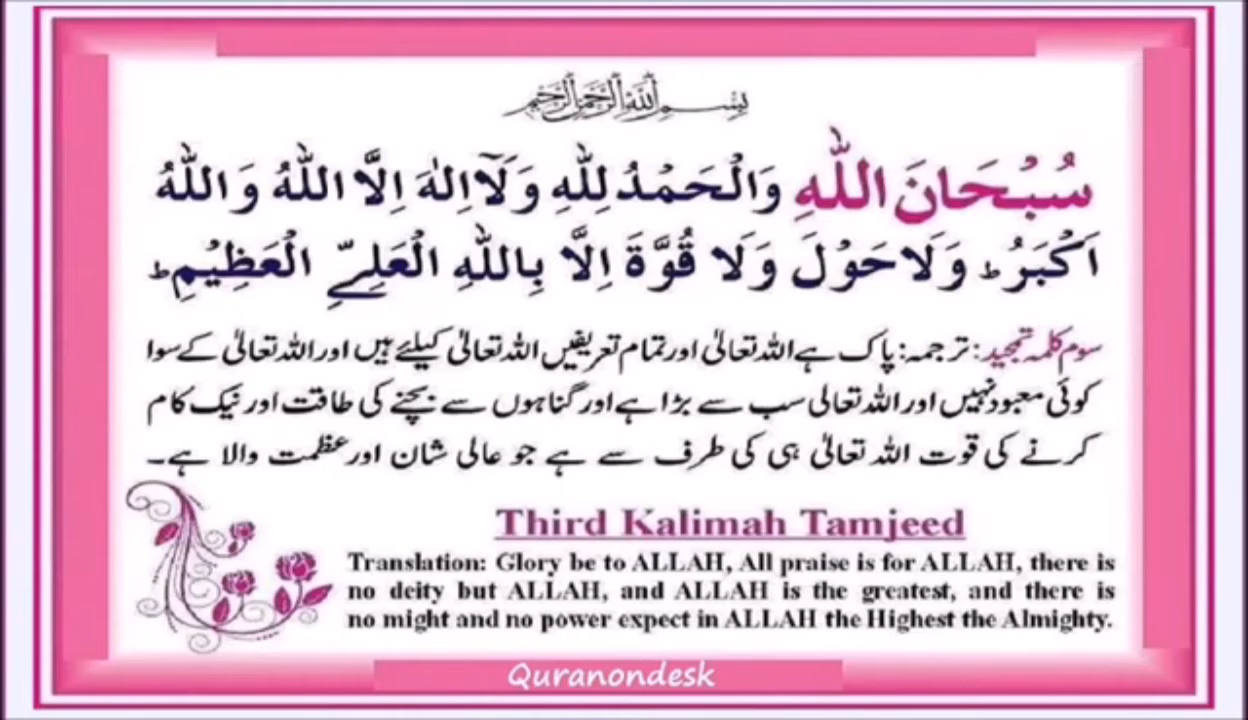 بِسْمِ اللهِ الرَّحْمٰنِ الرَّحِيْمِ
سُبْحَانَ اللهِ وَالْحَمْدُ لِلّٰهِ وَلَآ اِلٰهَ اِلَّا اللهُ وَاللهُ
اَكْبَرُ ؕ وَلَا حَوْلَ وَلَا قُوَّةَ اِلَّا بِاللهِ الْعَلِيِّ الْعَظِيْمِ ؕ
سوم کلمہ تمجید: ترجمہ: پاک ہے اللہ تعالیٰ اور تمام تعریفیں اللہ تعالیٰ کیلئے ہیں اور اللہ تعالیٰ کے سوا
کوئی معبود نہیں اور اللہ تعالی سب سے بڑا ہے اور گناہوں سے بچنے کی طاقت اور نیک کام
کرنے کی قوت اللہ تعالیٰ ہی کی طرف سے ہے جو عالی شان اور عظمت والا ہے۔
Third Kalimah Tamjeed
Translation: Glory be to ALLAH, All praise is for ALLAH, there is
no deity but ALLAH, and ALLAH is the greatest, and there is
no might and no power expect in ALLAH the Highest the Almighty.
Quranondesk